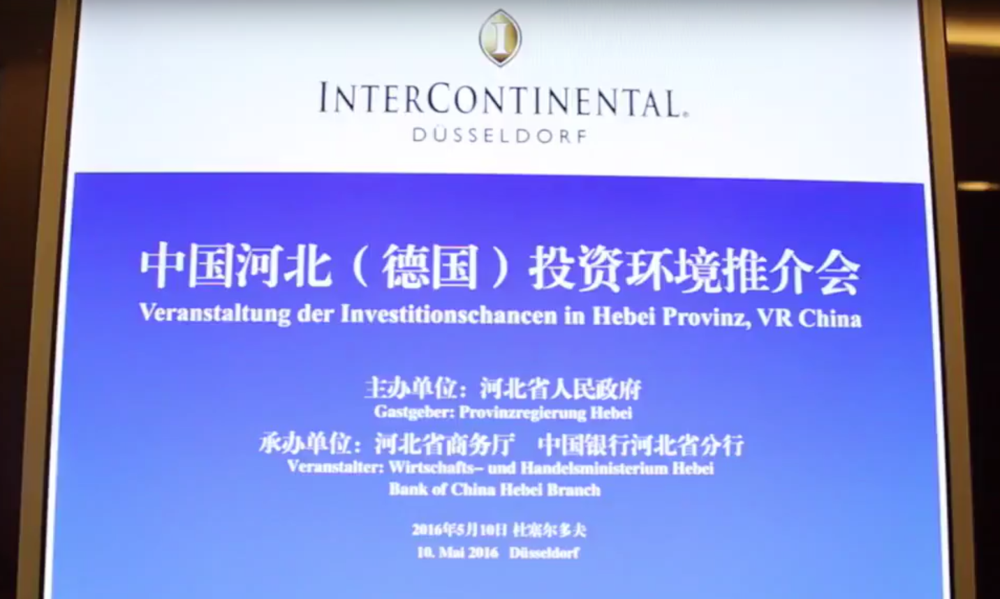 I
INTERCONTINENTAL®
DÜSSELDORF
中国河北（德国）投资环境推介会
Veranstaltung der Investitionschancen in Hebei Provinz, VR China
主办单位：河北省人民政府
Gastgeber: Provinzregierung Hebei
承办单位：河北省商务厅 中国银行河北省分行
Veranstalter: Wirtschafts- und Handelsministerium Hebei
Bank of China Hebei Branch
2016年5月10日 杜塞尔多夫
10. Mai 2016 Düsseldorf